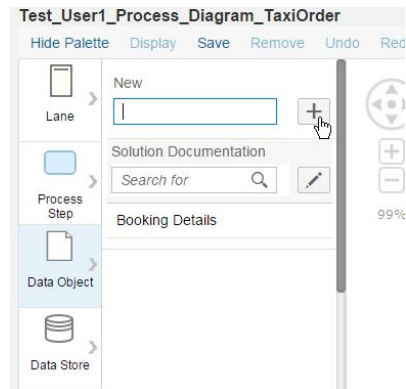 Test_User1_Process_Diagram_TaxiOrder
Hide Palette Display Save Remove Undo Red
Lane
New
Process
Step
Solution Documentation
Search for
Booking Details
Data Object
Data Store
99%